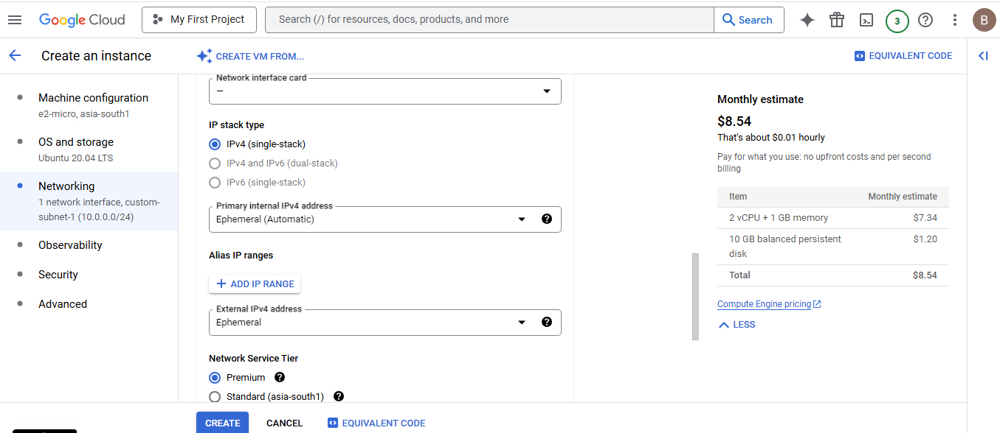 Google Cloud
My First Project
Search (/) for resources, docs, products, and more
Search
3
B
Create an instance
CREATE VM FROM...
EQUIVALENT CODE
Machine configuration
e2-micro, asia-south1
OS and storage
Ubuntu 20.04 LTS
Networking
1 network interface, custom-
subnet-1 (10.0.0.0/24)
Observability
Security
Advanced
Network interface card
–
IP stack type
IPv4 (single-stack)
IPv4 and IPv6 (dual-stack)
IPv6 (single-stack)
Primary internal IPv4 address
Ephemeral (Automatic)
Alias IP ranges
ADD IP RANGE
External IPv4 address
Ephemeral
Network Service Tier
Premium
Standard (asia-south1)
Monthly estimate
$8.54
That's about $0.01 hourly
Pay for what you use: no upfront costs and per second
billing
Item Monthly estimate
2 vCPU + 1 GB memory $7.34
10 GB balanced persistent $1.20
disk
Total $8.54
Compute Engine pricing
LESS
CREATE
CANCEL
EQUIVALENT CODE